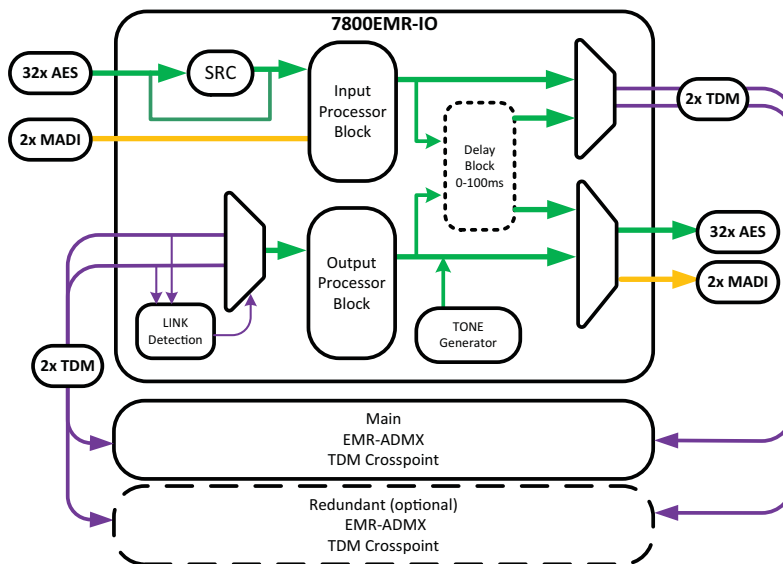 7800EMR-IO
32x AES
SRC
Input
Processor
Block
2x TDM
2x MADI
Delay
Block
0-100ms
32x AES
Output
Processor
Block
2x MADI
LINK
Detection
TONE
Generator
2x TDM
Main
EMR-ADMX
TDM Crosspoint
Redundant (optional)
EMR-ADMX
TDM Crosspoint